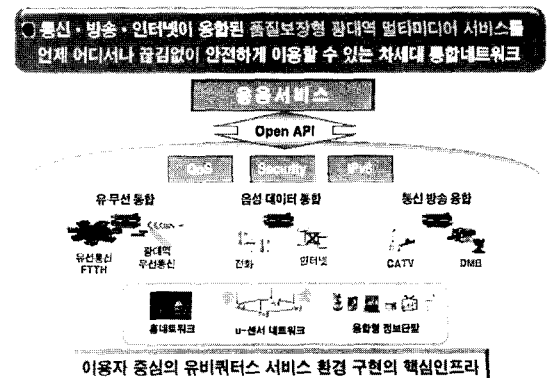 통신·방송·인터넷이 융합된 품질보장형 광대역 멀티미디어 서비스를
언제 어디서나 끊김없이 안전하게 이용할 수 있는 차세대 통합네트워크
응용서비스
Open API
QoS Security IPv6
유무선 통합 음성 데이터 통합 통신 방송 융합
유선통신
FTTH
광대역
무선통신
전화 인터넷 CATV DMB
홈네트워크 u-센서 네트워크 융합형 정보단말
이용자 중심의 유비쿼터스 서비스 환경 구현의 핵심인프라